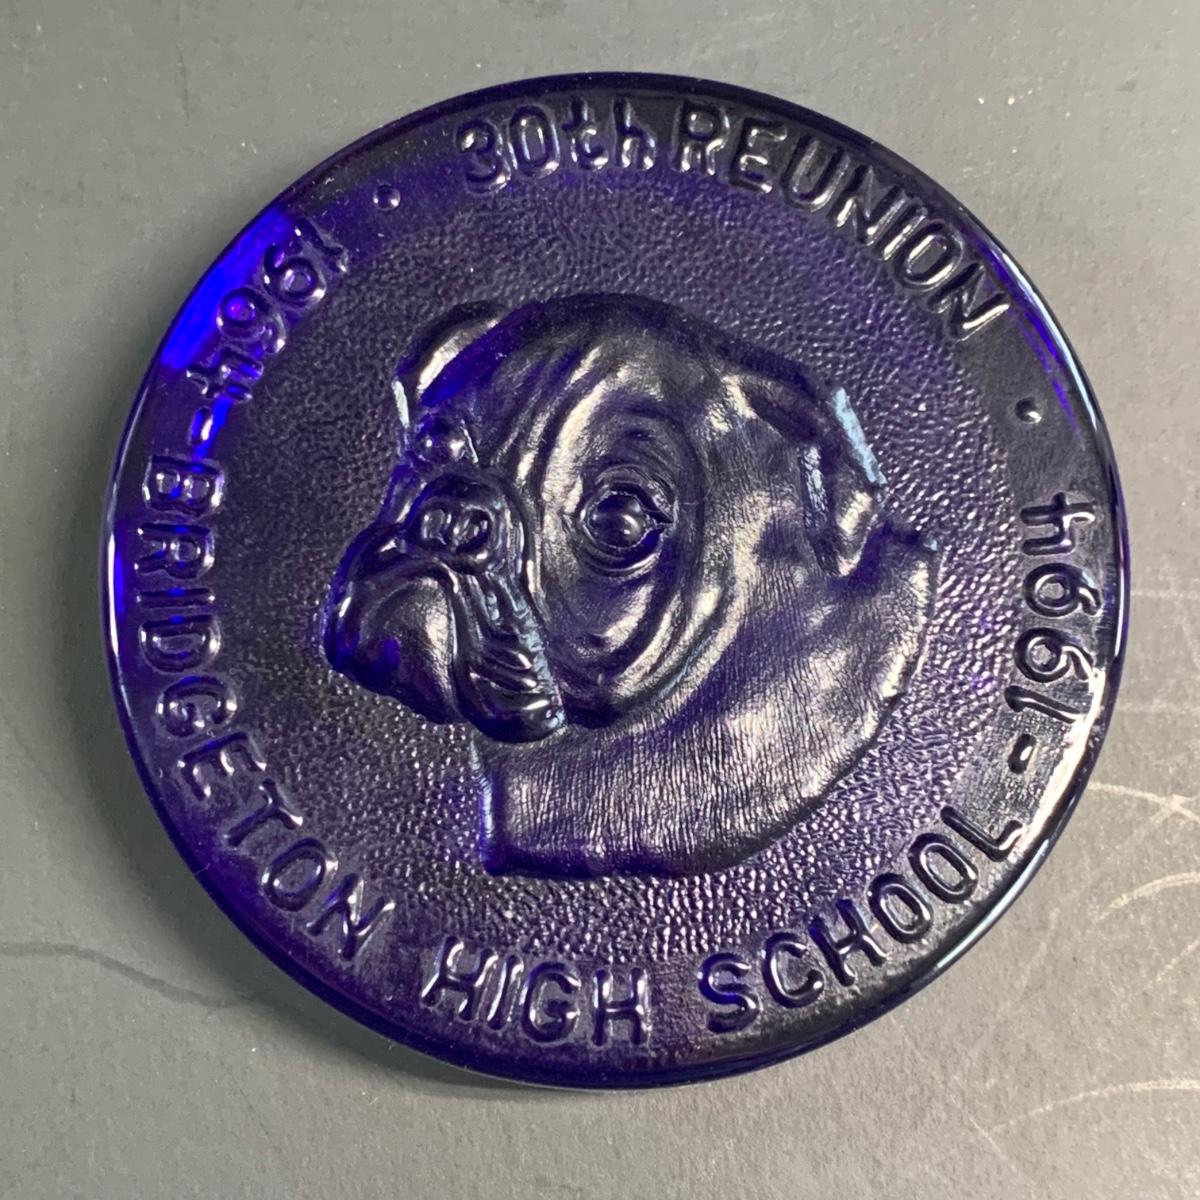 30th REUNION
1964-BRIDGETON HIGH SCHOOL-1994